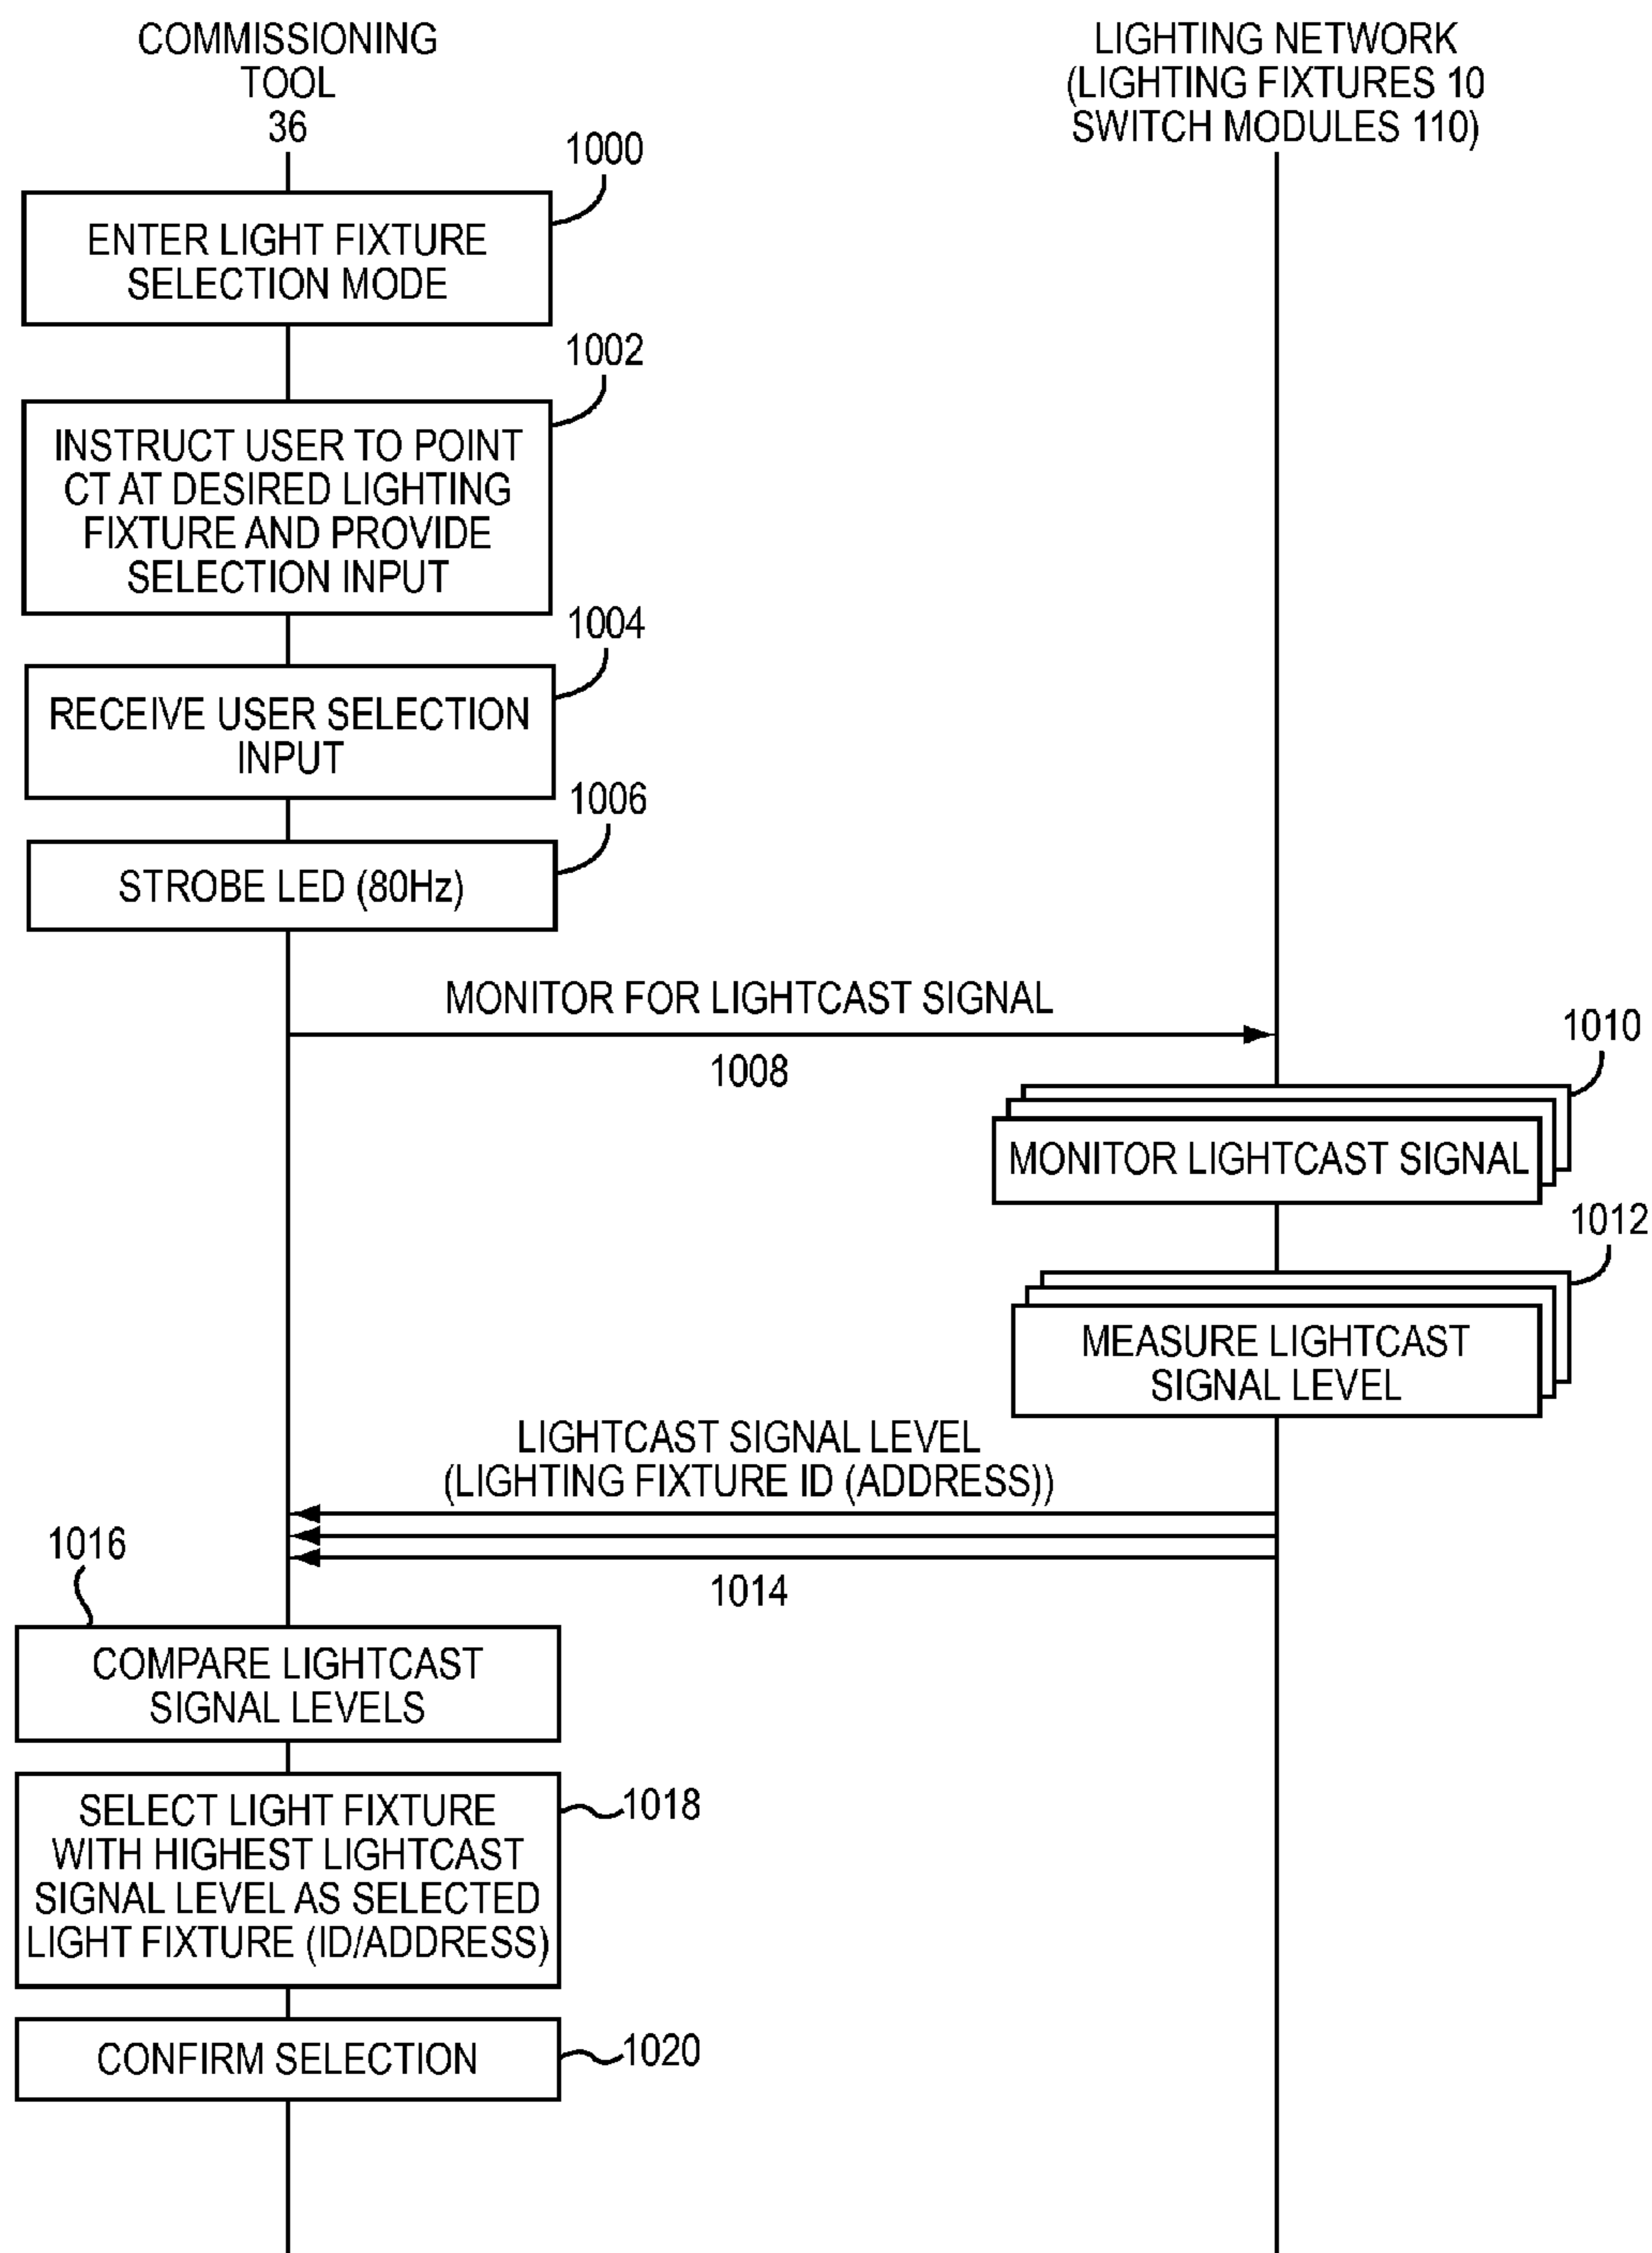 COMMISSIONING
TOOL
36
LIGHTING NETWORK
(LIGHTING FIXTURES 10
SWITCH MODULES 110)
1000
ENTER LIGHT FIXTURE
SELECTION MODE
1002
INSTRUCT USER TO POINT
CT AT DESIRED LIGHTING
FIXTURE AND PROVIDE
SELECTION INPUT
1004
RECEIVE USER SELECTION
INPUT
1006
STROBE LED (80Hz)
MONITOR FOR LIGHTCAST SIGNAL
1008
1010
MONITOR LIGHTCAST SIGNAL
1012
MEASURE LIGHTCAST
SIGNAL LEVEL
LIGHTCAST SIGNAL LEVEL
(LIGHTING FIXTURE ID (ADDRESS))
1014
1016
COMPARE LIGHTCAST
SIGNAL LEVELS
SELECT LIGHT FIXTURE
WITH HIGHEST LIGHTCAST
SIGNAL LEVEL AS SELECTED
LIGHT FIXTURE (ID/ADDRESS)
1018
CONFIRM SELECTION
1020